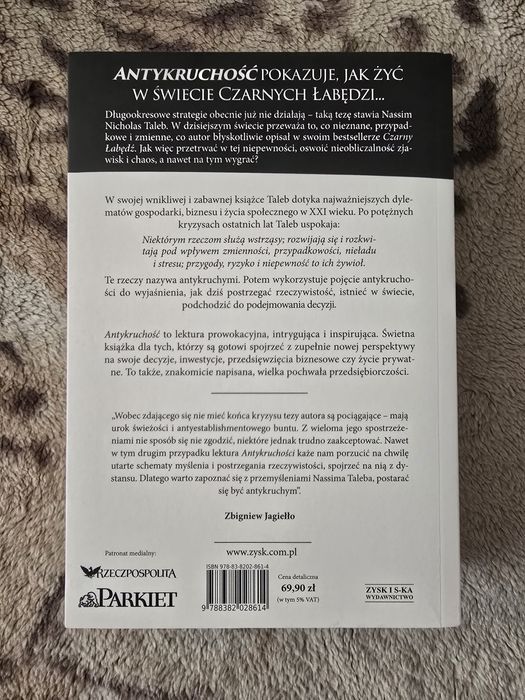 ANTYKRUCHOŚĆ POKAZUJE, JAK ŻYĆ
W ŚWIECIE CZARNYCH ŁABĘDZI...
Długookresowe strategie obecnie już nie działają – taką tezę stawia Nassim
Nicholas Taleb. W dzisiejszym świecie przeważa to, co nieznane, przypad-
kowe i zmienne, co autor błyskotliwie opisał w swoim bestsellerze Czarny
Łabędź. Jak więc przetrwać w tej niepewności, oswoić nieobliczalność zja-
wisk i chaos, a nawet na tym wygrać?
W swojej wnikliwej i zabawnej książce Taleb dotyka najważniejszych dyle-
matów gospodarki, biznesu i życia społecznego w XXI wieku. Po potężnych
kryzysach ostatnich lat Taleb uspokaja:
Niektórym rzeczom służą wstrząsy; rozwijają się i rozkwi-
tają pod wpływem zmienności, przypadkowości, nieładu
i stresu; przygody, ryzyko i niepewność to ich żywioł.
Te rzeczy nazywa antykruchymi. Potem wykorzystuje pojęcie antykrucho-
ści do wyjaśnienia, jak dziś postrzegać rzeczywistość, istnieć w świecie,
podchodzić do podejmowania decyzji.
Antykruchość to lektura prowokacyjna, intrygująca i inspirująca. Świetna
książka dla tych, którzy są gotowi spojrzeć z zupełnie nowej perspektywy
na swoje decyzje, inwestycje, przedsięwzięcia biznesowe czy życie prywat-
ne. To także, znakomicie napisana, wielka pochwała przedsiębiorczości.
„Wobec zdającego się nie mieć końca kryzysu tezy autora są pociągające – mają
urok świeżości i antyestablishmentowego buntu. Z wieloma jego spostrzeże-
niami nie sposób się nie zgodzić, niektóre jednak trudno zaakceptować. Nawet
w tym drugim przypadku lektura Antykruchości każe nam porzucić na chwilę
utarte schematy myślenia i postrzegania rzeczywistości, spojrzeć na nią z dy-
stansu. Dlatego warto zapoznać się z przemyśleniami Nassima Taleba, postarać
się być antykruchym”.
Zbigniew Jagiełło
Patronat medialny:
www.zysk.com.pl
RZECZPOSPOLITA
PARKIET
ISBN 978-83-8202-861-4
9 788382 028614
Cena detaliczna
69,90 zł
(w tym 5% VAT)
ZYSK I S-KA
WYDAWNICTWO